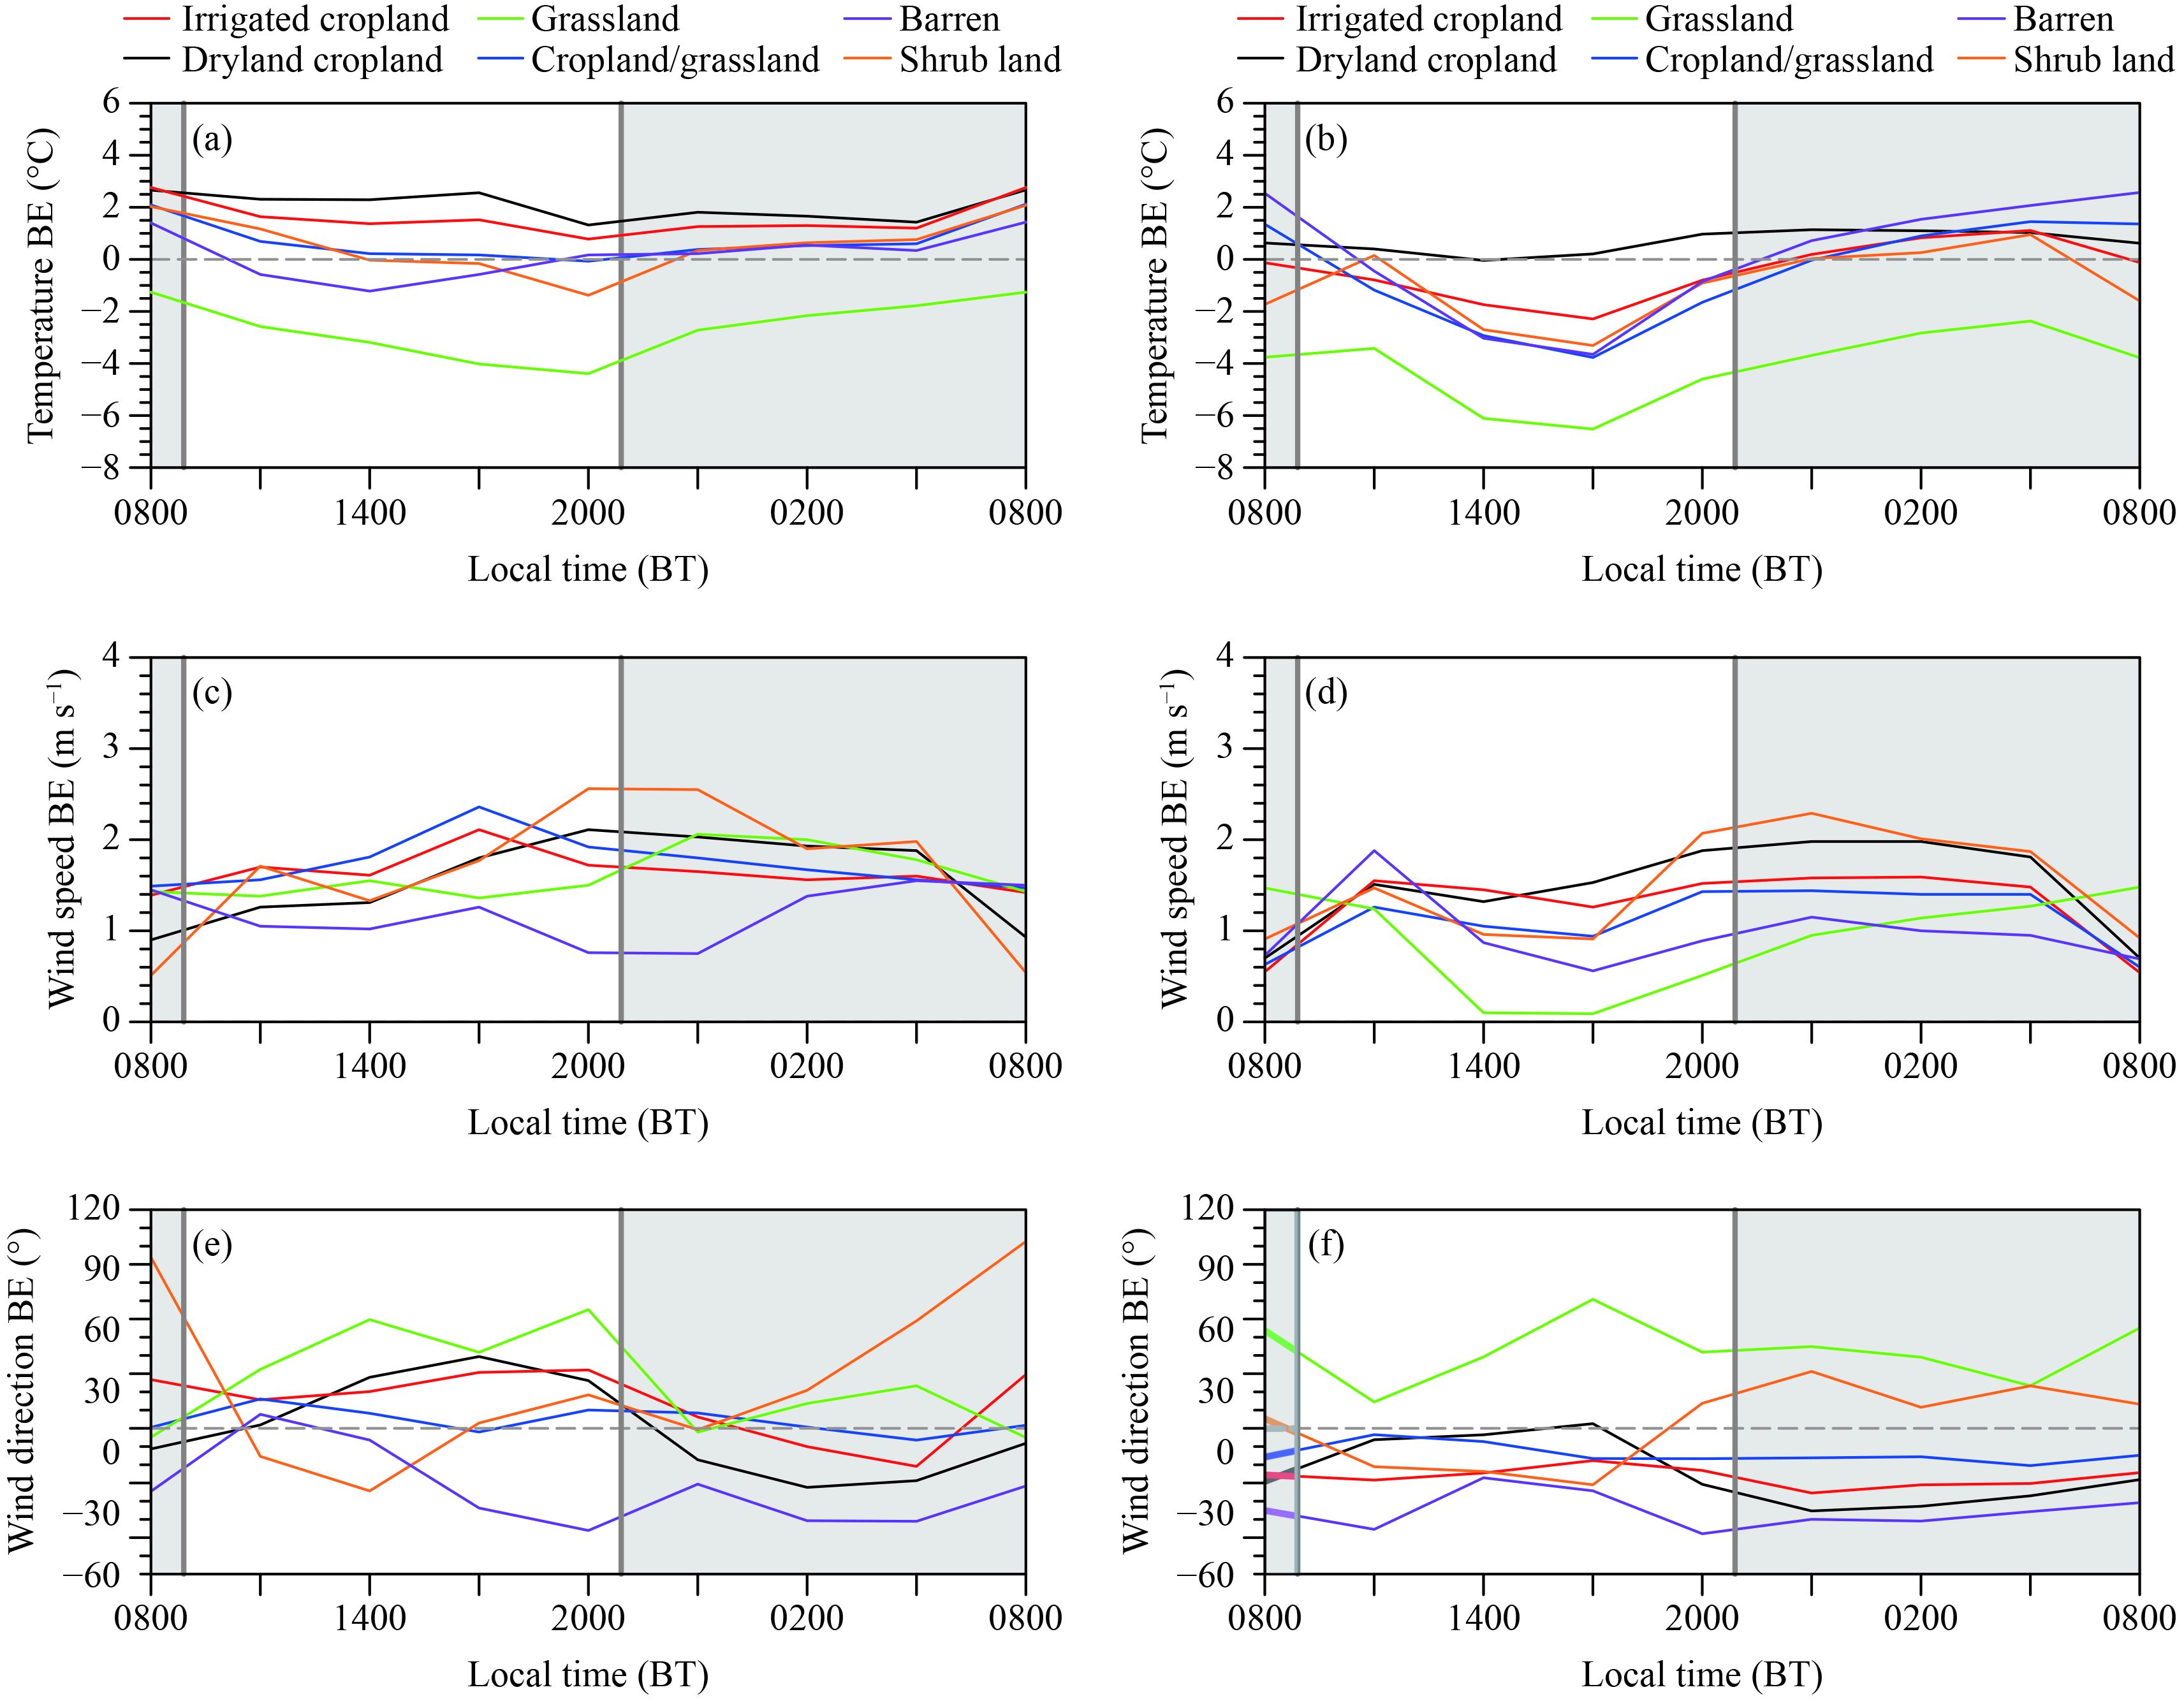 Irrigated cropland Grassland Barren
Dryland cropland Cropland/grassland Shrub land
Irrigated cropland Grassland Barren
Dryland cropland Cropland/grassland Shrub land
(a)
Temperature BE (°C)
6
4
2
0
−2
−4
−6
−8
0800 1400 2000 0200 0800
Local time (BT)
(b)
Temperature BE (°C)
6
4
2
0
−2
−4
−6
−8
0800 1400 2000 0200 0800
Local time (BT)
(c)
Wind speed BE (m s⁻¹)
4
3
2
1
0
0800 1400 2000 0200 0800
Local time (BT)
(d)
Wind speed BE (m s⁻¹)
4
3
2
1
0
0800 1400 2000 0200 0800
Local time (BT)
(e)
Wind direction BE (°)
120
90
60
30
0
−30
−60
0800 1400 2000 0200 0800
Local time (BT)
(f)
Wind direction BE (°)
120
90
60
30
0
−30
−60
0800 1400 2000 0200 0800
Local time (BT)